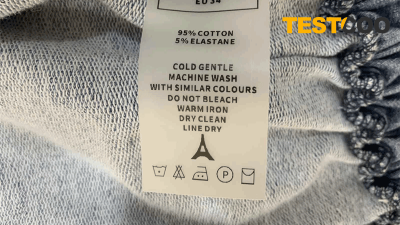 EU 34
95% COTTON
5% ELASTANE
COLD GENTLE
MACHINE WASH
WITH SIMILAR COLOURS
DO NOT BLEACH
WARM IRON
DRY CLEAN
LINE DRY
P